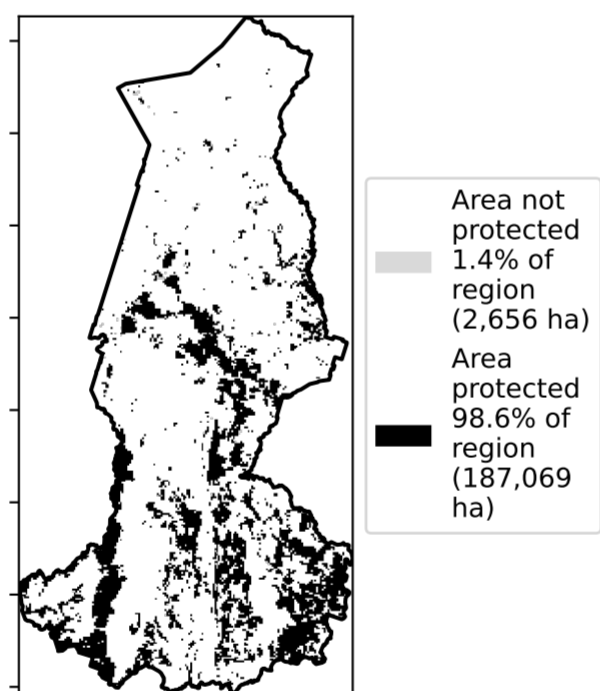 Area not
protected
1.4% of
region
(2,656 ha)
Area
protected
98.6% of
region
(187,069
ha)